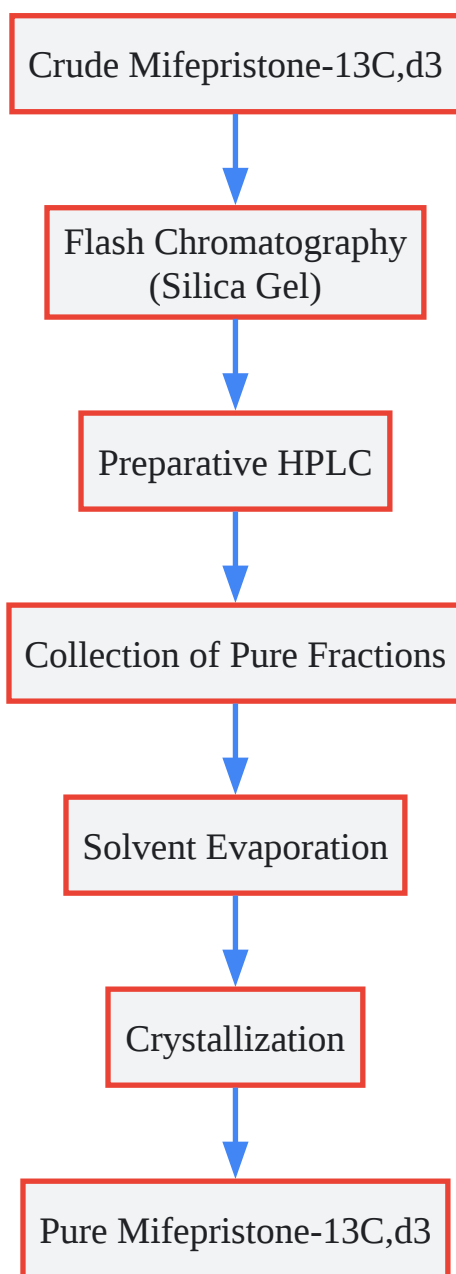 Crude Mifepristone-13C,d3
Flash Chromatography
(Silica Gel)
Preparative HPLC
Collection of Pure Fractions
Solvent Evaporation
Crystallization
Pure Mifepristone-13C,d3